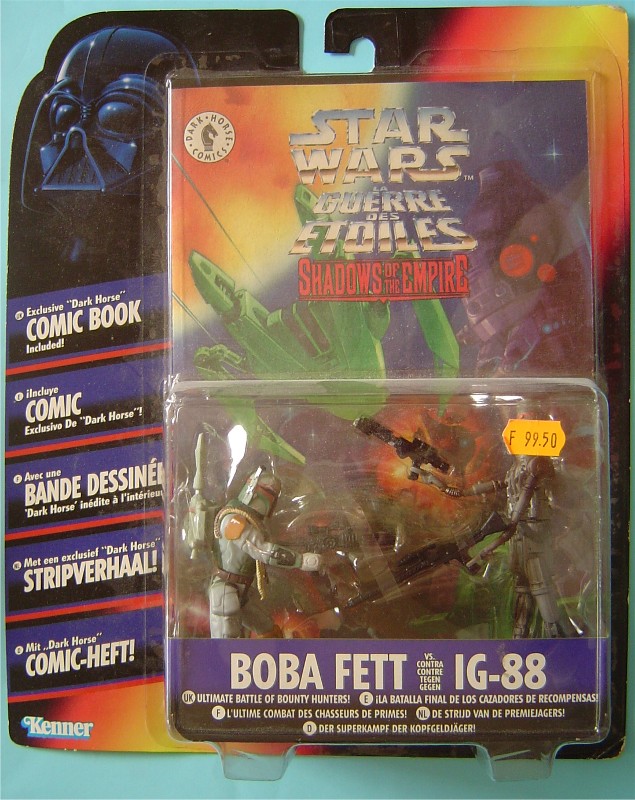 DARK HORSE COMICS
STAR
WARS
TM
LA
GUERRE
DES
ETOILES
SHADOWS OF THE EMPIRE
UK Exclusive "Dark Horse"
COMIC BOOK
Included!
E ¡Incluye
COMIC
Exclusivo De "Dark Horse"!
F Avec une
BANDE DESSINÉE
'Dark Horse' inédite à l'intérieur
NL Met een exclusief "Dark Horse"
STRIPVERHAAL!
D Mit „Dark Horse"
COMIC-HEFT!
F 99.50
BOBA FETT VS. CONTRA CONTRE TEGEN GEGEN IG-88
UK ULTIMATE BATTLE OF BOUNTY HUNTERS! E ¡LA BATALLA FINAL DE LOS CAZADORES DE RECOMPENSAS!
F L'ULTIME COMBAT DES CHASSEURS DE PRIMES! NL DE STRIJD VAN DE PREMIEJAGERS!
D DER SUPERKAMPF DER KOPFGELDJÄGER!
Kenner